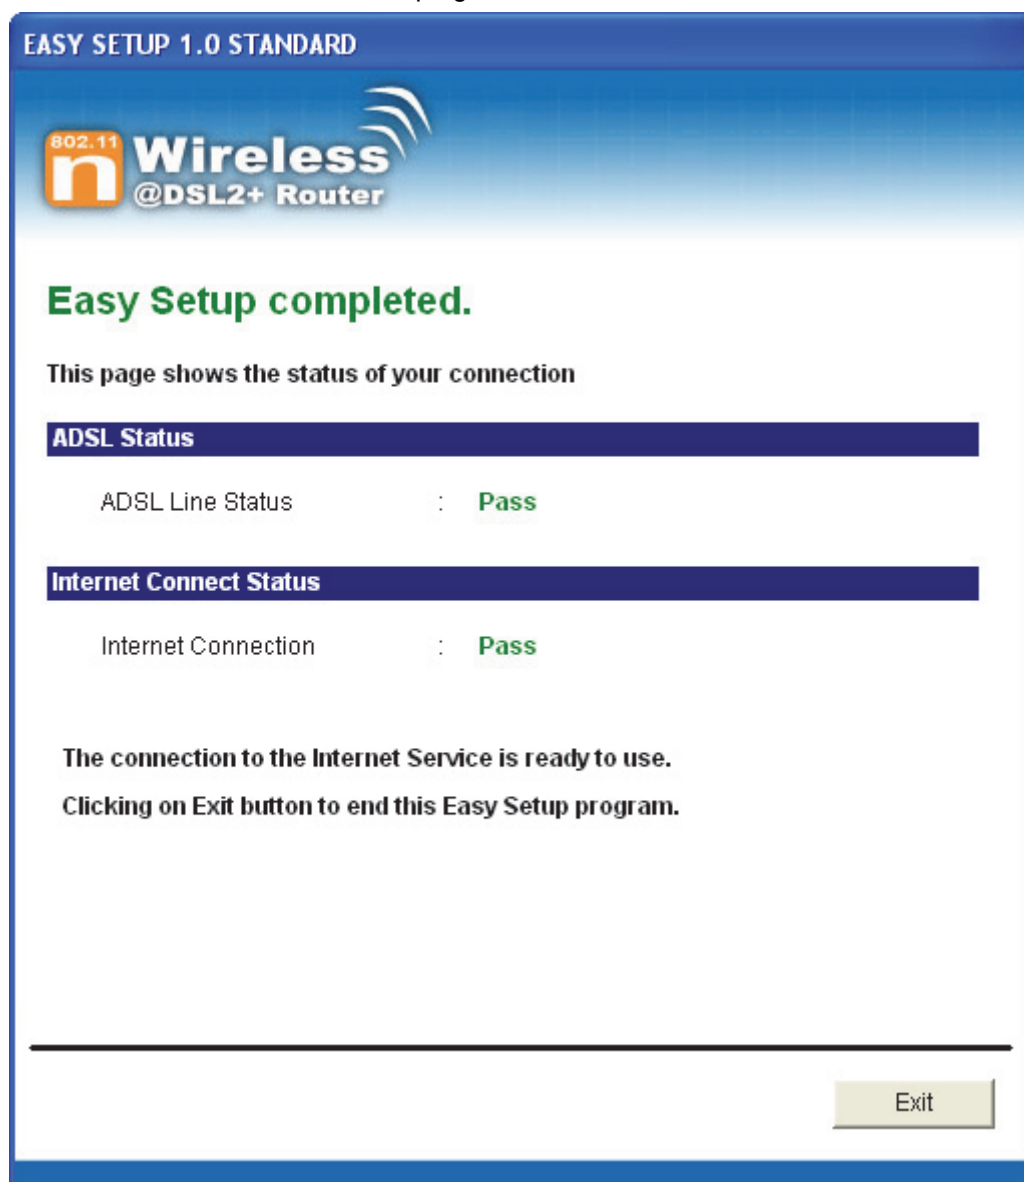 EASY SETUP 1.0 STANDARD
802.11
n Wireless
@DSL2+ Router
Easy Setup completed.
This page shows the status of your connection
ADSL Status
ADSL Line Status : Pass
Internet Connect Status
Internet Connection : Pass
The connection to the Internet Service is ready to use.
Clicking on Exit button to end this Easy Setup program.
Exit